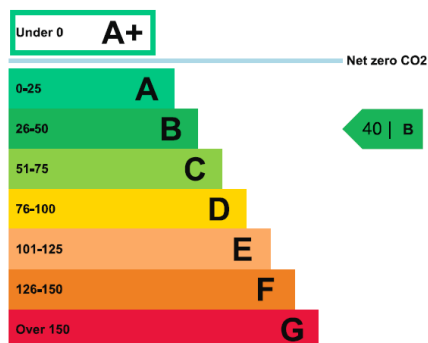 Under 0 A+
Net zero CO2
0-25 A
26-50 B
40 | B
51-75 C
76-100 D
101-125 E
126-150 F
Over 150 G